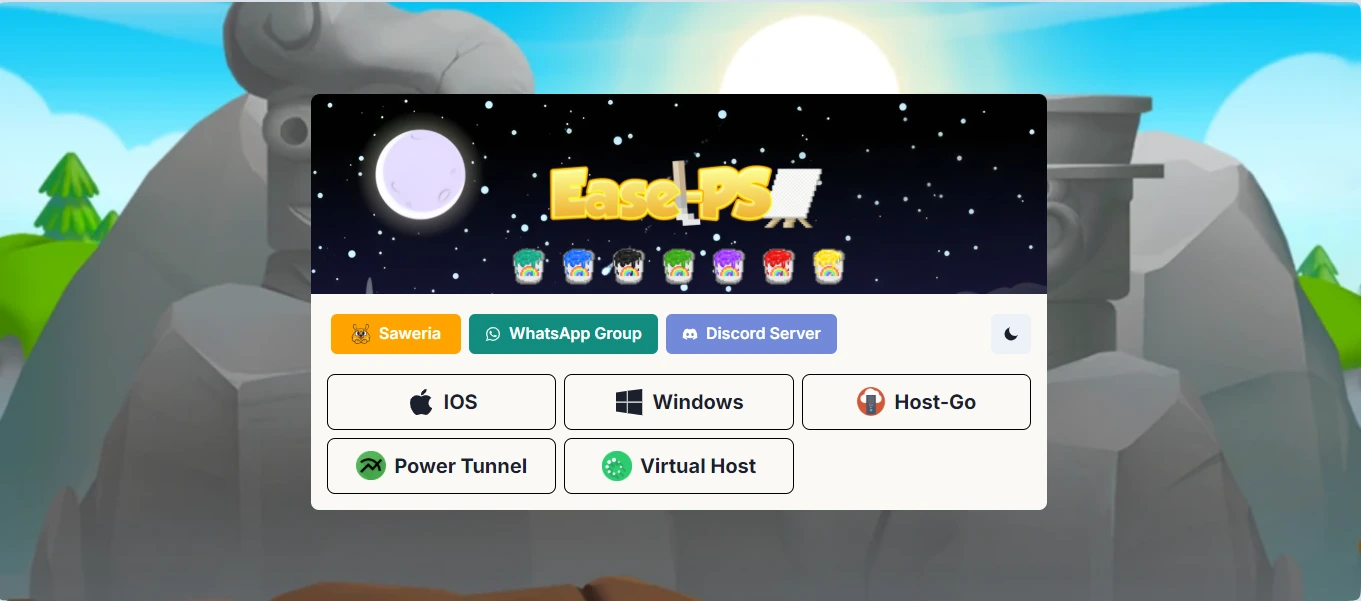 Ease-PS
Saweria
WhatsApp Group
Discord Server
IOS
Windows
Host-Go
Power Tunnel
Virtual Host